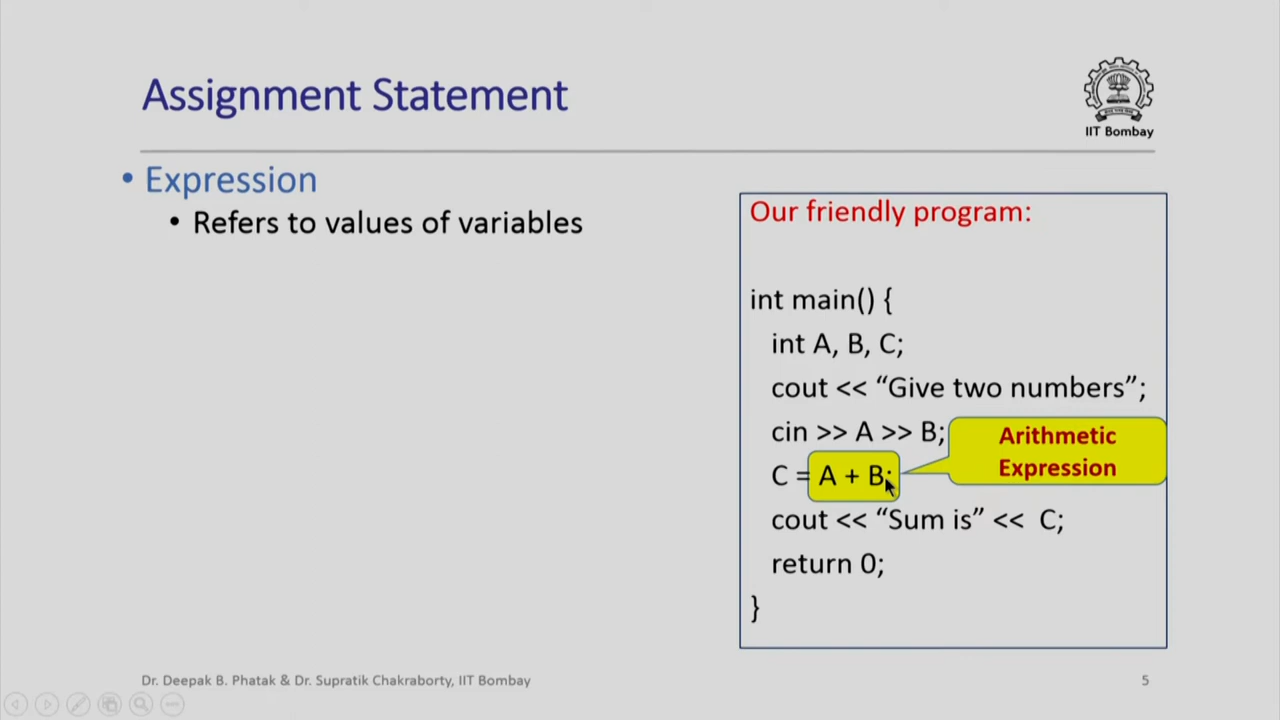 Assignment Statement
IIT Bombay
• Expression
• Refers to values of variables
Our friendly program:
int main() {
int A, B, C;
cout << “Give two numbers”;
cin >> A >> B;
Arithmetic
Expression
C = A + B;
cout << “Sum is” << C;
return 0;
}
Dr. Deepak B. Phatak & Dr. Supratik Chakraborty, IIT Bombay
5